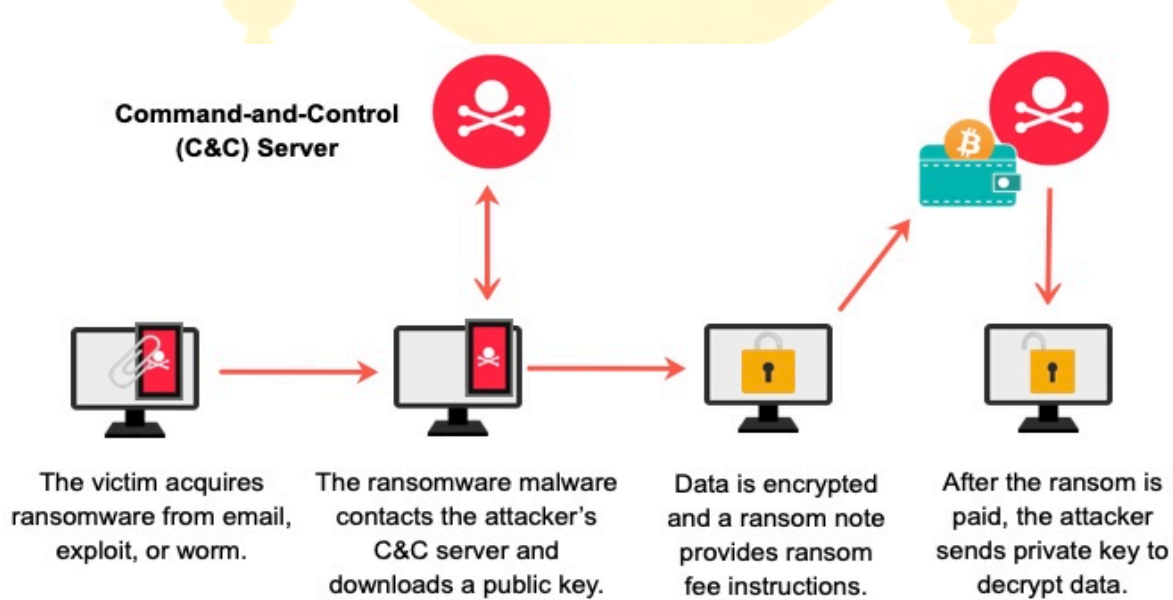 Command-and-Control
(C&C) Server
The victim acquires
ransomware from email,
exploit, or worm.
The ransomware malware
contacts the attacker’s
C&C server and
downloads a public key.
Data is encrypted
and a ransom note
provides ransom
fee instructions.
After the ransom is
paid, the attacker
sends private key to
decrypt data.